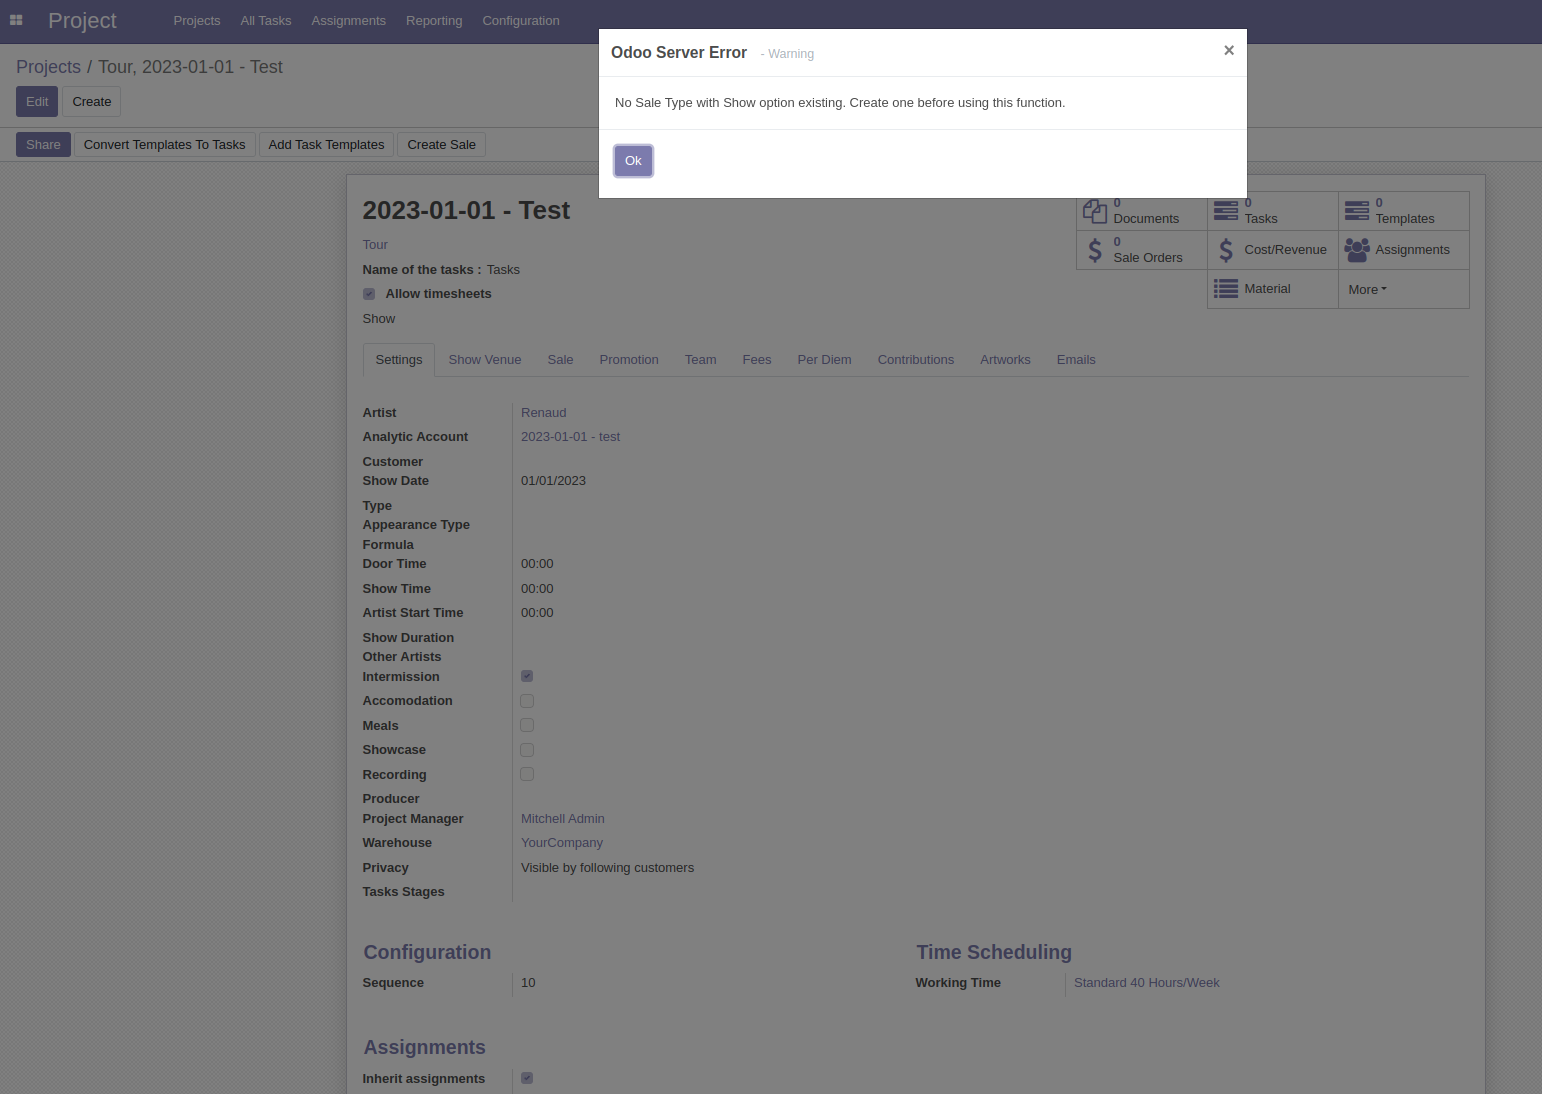 Project
Projects All Tasks Assignments Reporting Configuration
Odoo Server Error - Warning ×
No Sale Type with Show option existing. Create one before using this function.
Ok
Projects / Tour, 2023-01-01 - Test
Edit Create
Share Convert Templates To Tasks Add Task Templates Create Sale
2023-01-01 - Test
0 Documents
0 Tasks
0 Templates
0 Sale Orders
Cost/Revenue
Assignments
Material
More
Tour
Name of the tasks : Tasks
Allow timesheets
Show
Settings Show Venue Sale Promotion Team Fees Per Diem Contributions Artworks Emails
Artist Renaud
Analytic Account 2023-01-01 - test
Customer
Show Date 01/01/2023
Type
Appearance Type
Formula
Door Time 00:00
Show Time 00:00
Artist Start Time 00:00
Show Duration
Other Artists
Intermission
Accomodation
Meals
Showcase
Recording
Producer
Project Manager Mitchell Admin
Warehouse YourCompany
Privacy Visible by following customers
Tasks Stages
Configuration
Sequence 10
Time Scheduling
Working Time Standard 40 Hours/Week
Assignments
Inherit assignments